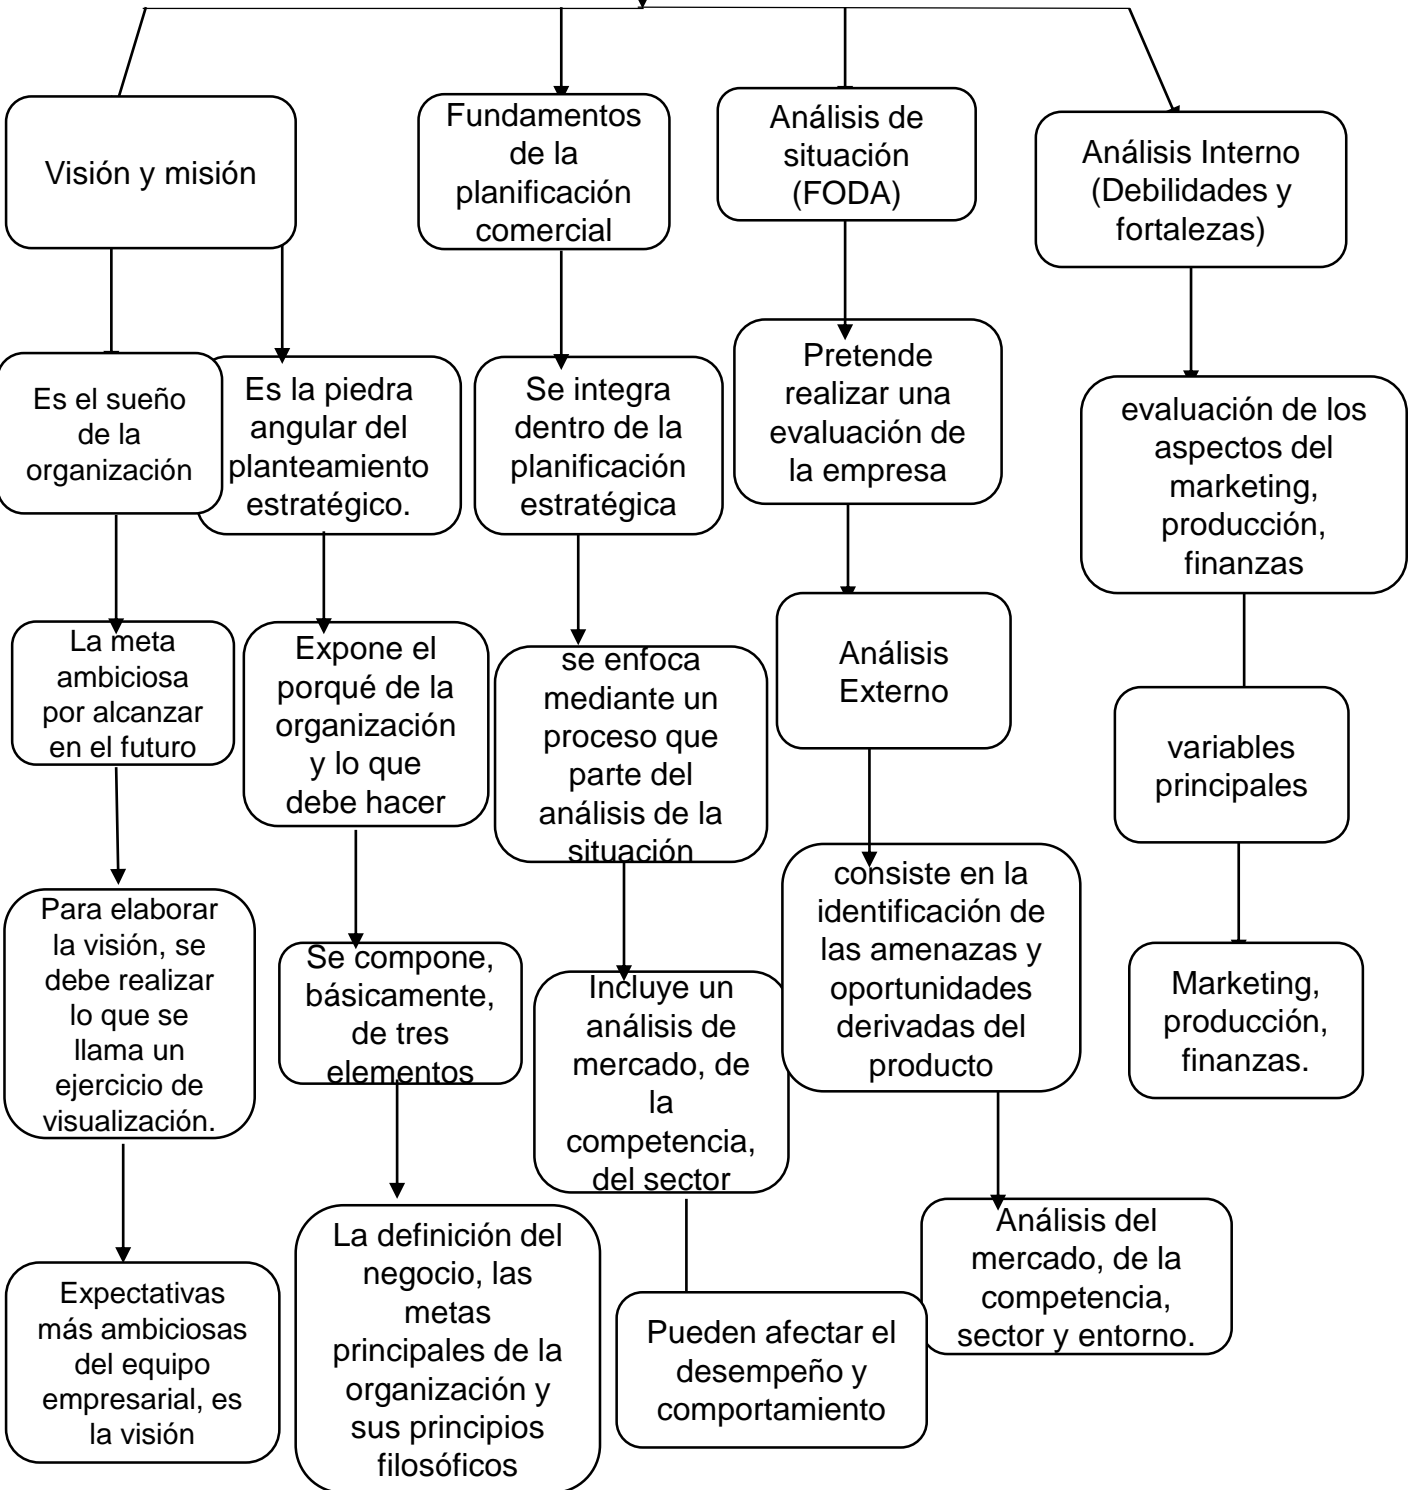 Visión y misión
Fundamentos
de la
planificación
comercial
Análisis de
situación
(FODA)
Análisis Interno
(Debilidades y
fortalezas)
Es el sueño
de la
organización
Es la piedra
angular del
planteamiento
estratégico.
Se integra
dentro de la
planificación
estratégica
Pretende
realizar una
evaluación de
la empresa
evaluación de los
aspectos del
marketing,
producción,
finanzas
La meta
ambiciosa
por alcanzar
en el futuro
Expone el
porqué de la
organización
y lo que
debe hacer
se enfoca
mediante un
proceso que
parte del
análisis de la
situación
Análisis
Externo
variables
principales
Para elaborar
la visión, se
debe realizar
lo que se
llama un
ejercicio de
visualización.
Se compone,
básicamente,
de tres
elementos
Incluye un
análisis de
mercado, de
la
competencia,
del sector
consiste en la
identificación de
las amenazas y
oportunidades
derivadas del
producto
Marketing,
producción,
finanzas.
Expectativas
más ambiciosas
del equipo
empresarial, es
la visión
La definición del
negocio, las
metas
principales de la
organización y
sus principios
filosóficos
Pueden afectar el
desempeño y
comportamiento
Análisis del
mercado, de la
competencia,
sector y entorno.